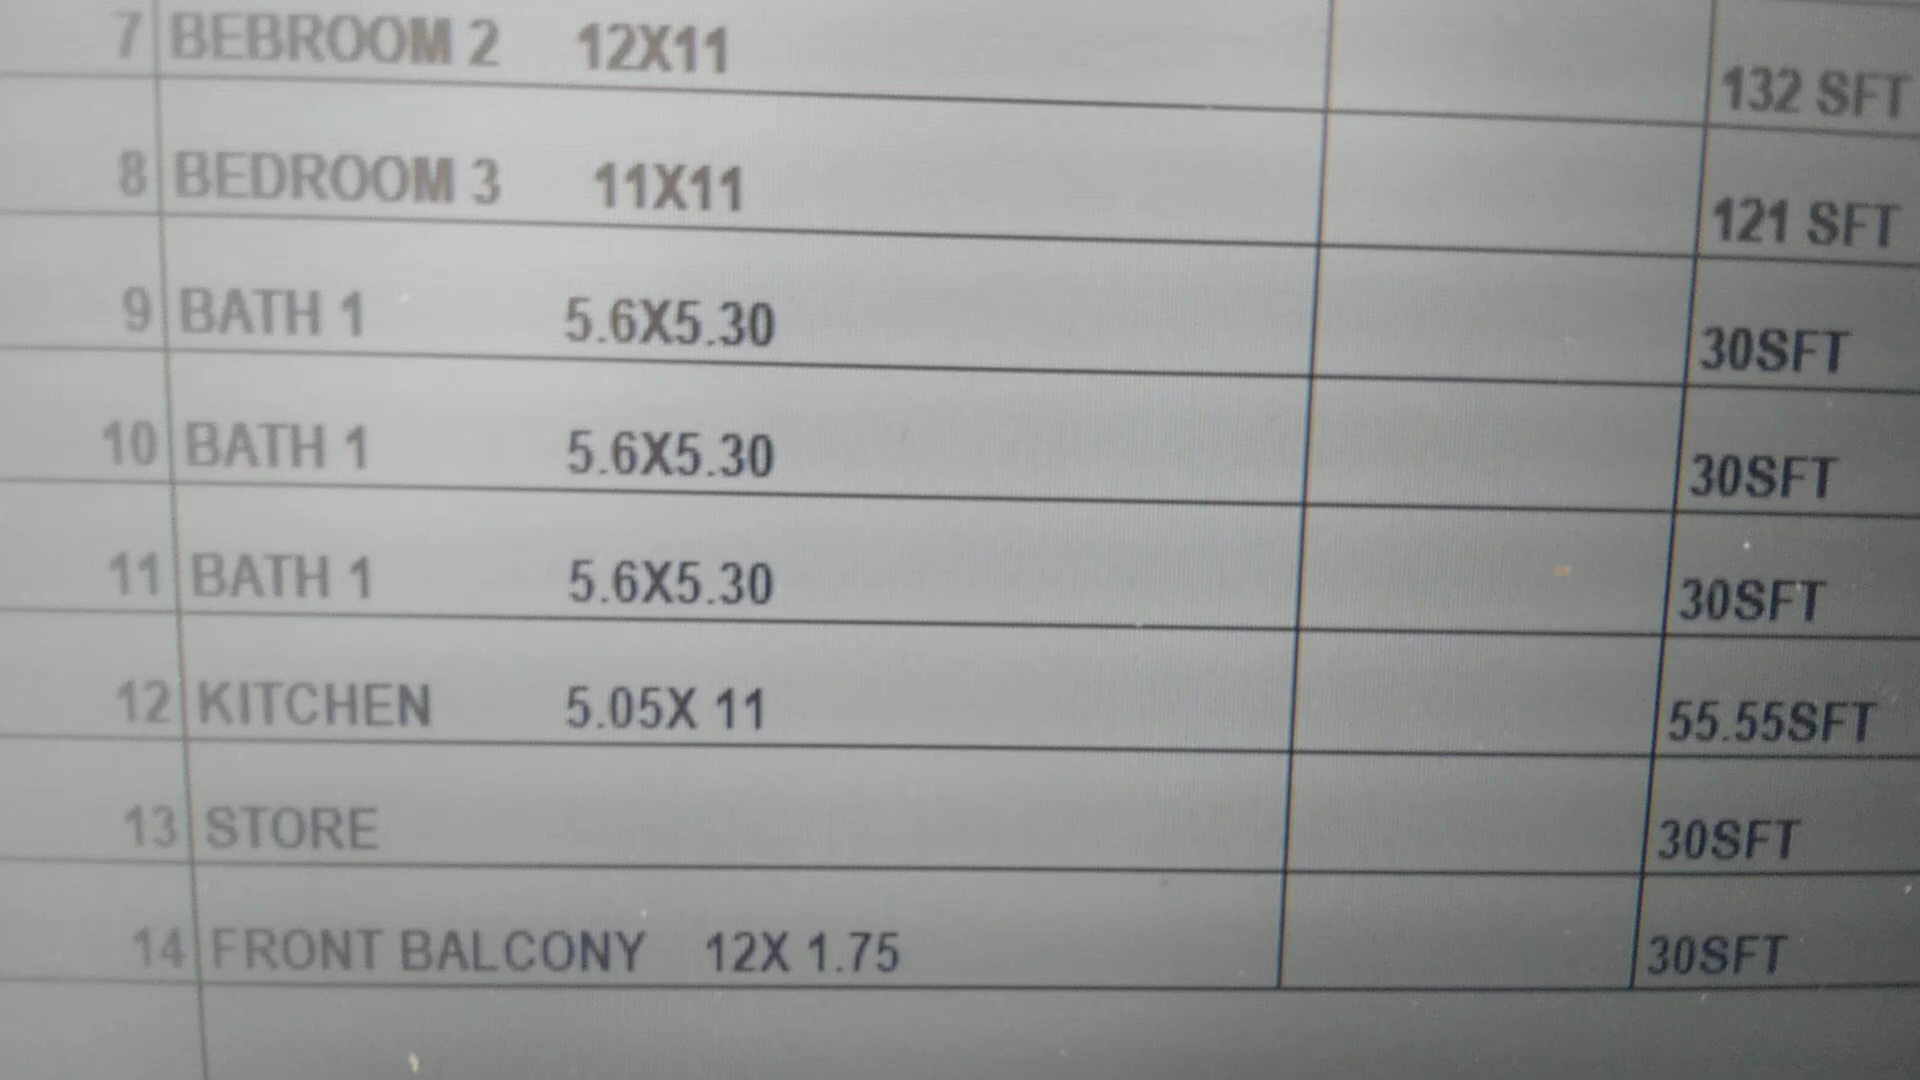 7 BEBROOM 2 12X11 132 SFT
8 BEDROOM 3 11X11 121 SFT
9 BATH 1 5.6X5.30 30SFT
10 BATH 1 5.6X5.30 30SFT
11 BATH 1 5.6X5.30 30SFT
12 KITCHEN 5.05X 11 55.55SFT
13 STORE 30SFT
14 FRONT BALCONY 12X 1.75 30SFT